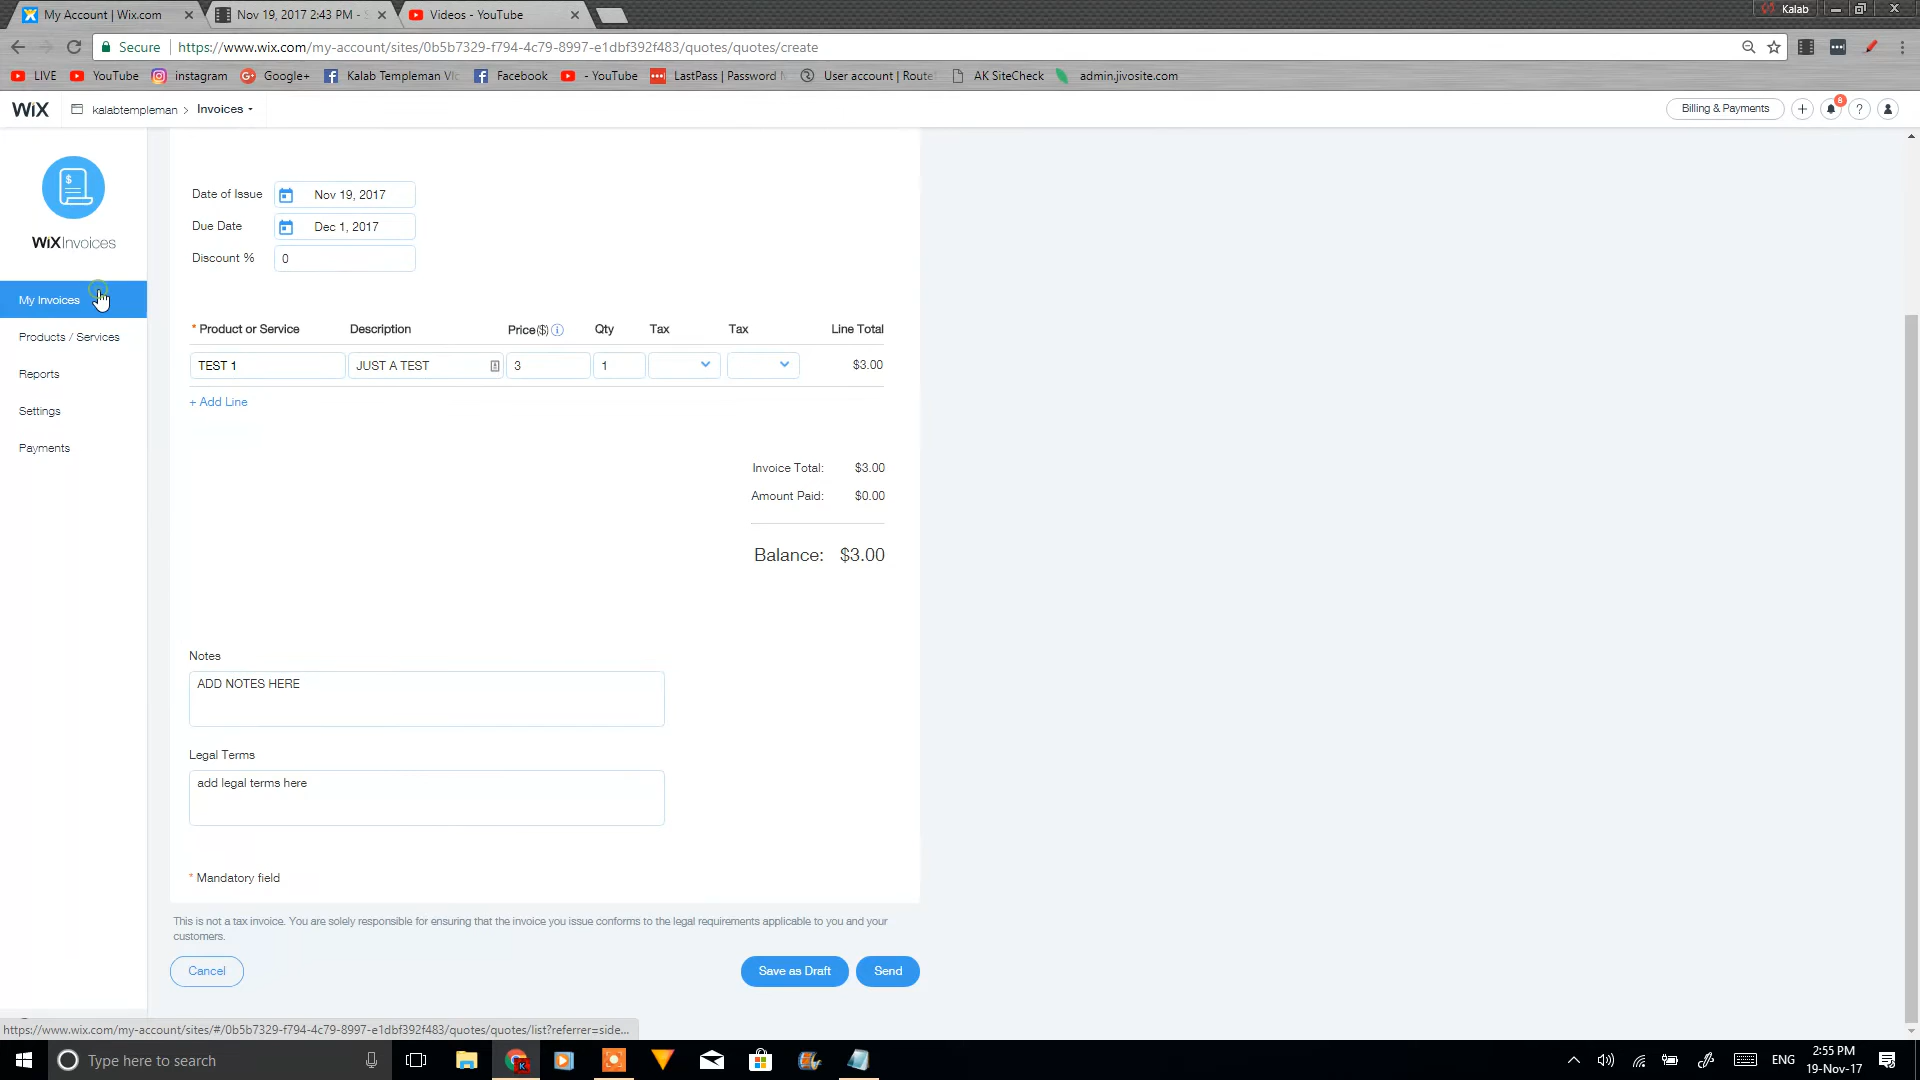 My Account | Wix.com
Nov 19, 2017 2:43 PM - S
Videos - YouTube
Kalab
Secure
https://www.wix.com/my-account/sites/0b5b7329-f794-4c79-8997-e1dbf392f483/quotes/quotes/create
LIVE
YouTube
instagram
Google+
Kalab Templeman Vlo
Facebook
- YouTube
LastPass | Password
User account | Route
AK SiteCheck
admin.jivosite.com
WiX
kalabtempleman >
Invoices
Billing & Payments
8
?
WiXInvoices
My Invoices
Products / Services
Reports
Settings
Payments
Date of Issue
Nov 19, 2017
Due Date
Dec 1, 2017
Discount %
0
* Product or Service
Description
Price($)
Qty
Tax
Tax
Line Total
TEST 1
JUST A TEST
3
1
$3.00
+ Add Line
Invoice Total:
$3.00
Amount Paid:
$0.00
Balance:
$3.00
Notes
ADD NOTES HERE
Legal Terms
add legal terms here
* Mandatory field
This is not a tax invoice. You are solely responsible for ensuring that the invoice you issue conforms to the legal requirements applicable to you and your
customers.
Cancel
Save as Draft
Send
https://www.wix.com/my-account/sites/#/0b5b7329-f794-4c79-8997-e1dbf392f483/quotes/quotes/list?referrer=side...
Type here to search
ENG
2:55 PM
19-Nov-17